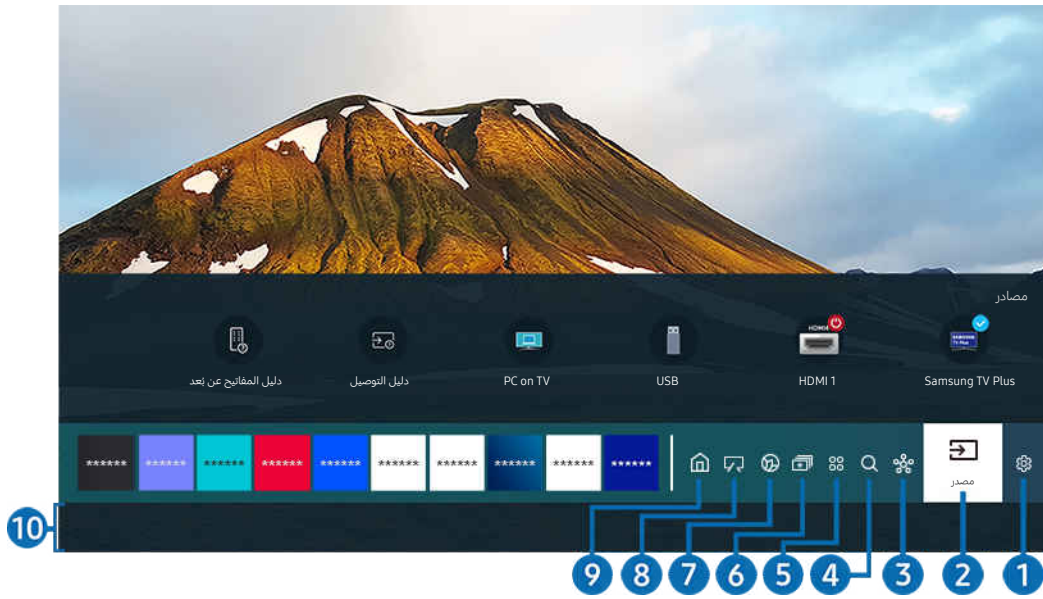 مصادر
HDMI
SAMSUNG
TV Plus
Samsung TV Plus
HDMI 1
USB
PC on TV
دليل التوصيل
دليل المفاتيح عن بُعد
مصدر
****** ****** ****** ****** ****** ****** ****** ****** ****** ******
10
1
2
3
4
5
6
7
8
9